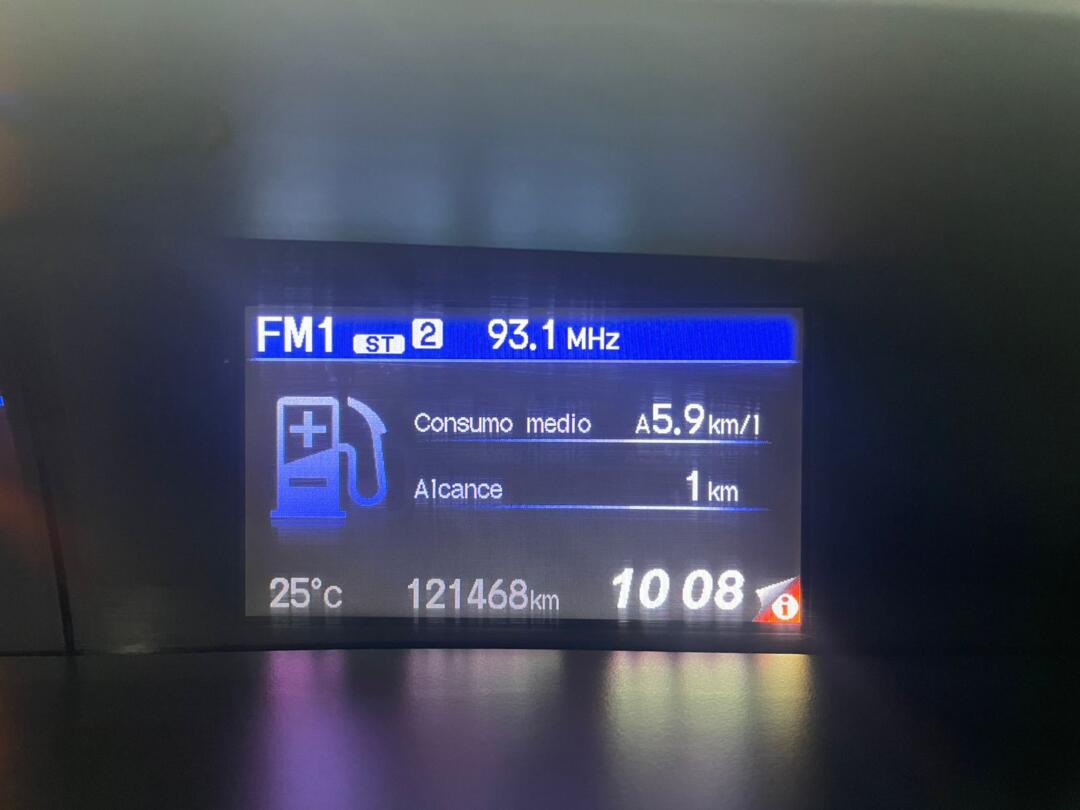 FM1 ST 2 93.1 MHz
Consumo medio A5.9 km/l
Alcance 1 km
25°C 121468km 10 08 i